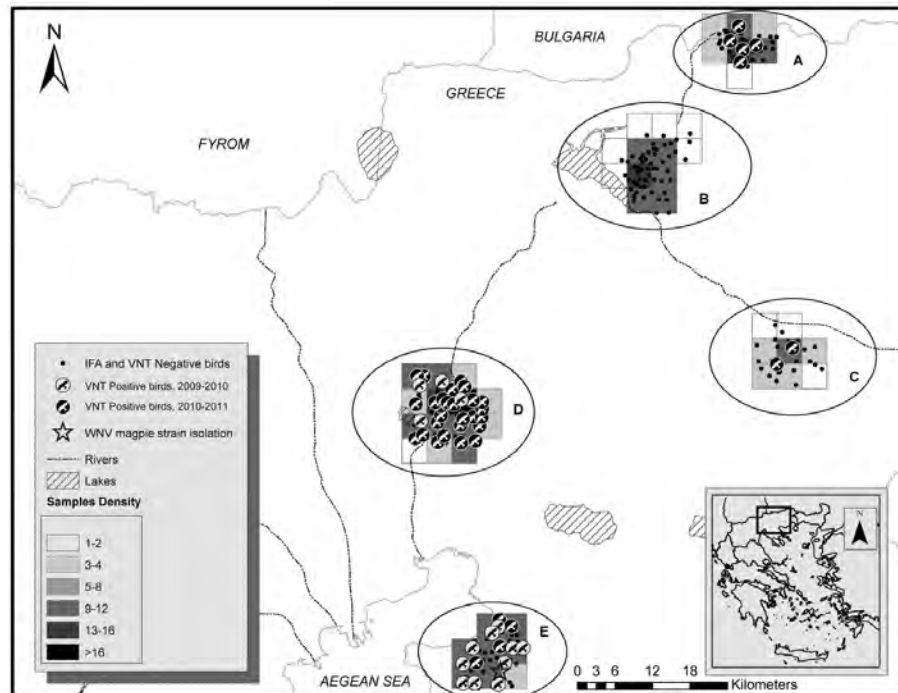 N
BULGARIA
GREECE
FYROM
A
B
C
D
E
IFA and VNT Negative birds
VNT Positive birds, 2009-2010
VNT Positive birds, 2010-2011
WNV magpie strain isolation
Rivers
Lakes
Samples Density
1-2
3-4
5-8
9-12
13-16
>16
AEGEAN SEA
N
0 3 6 12 18
Kilometers